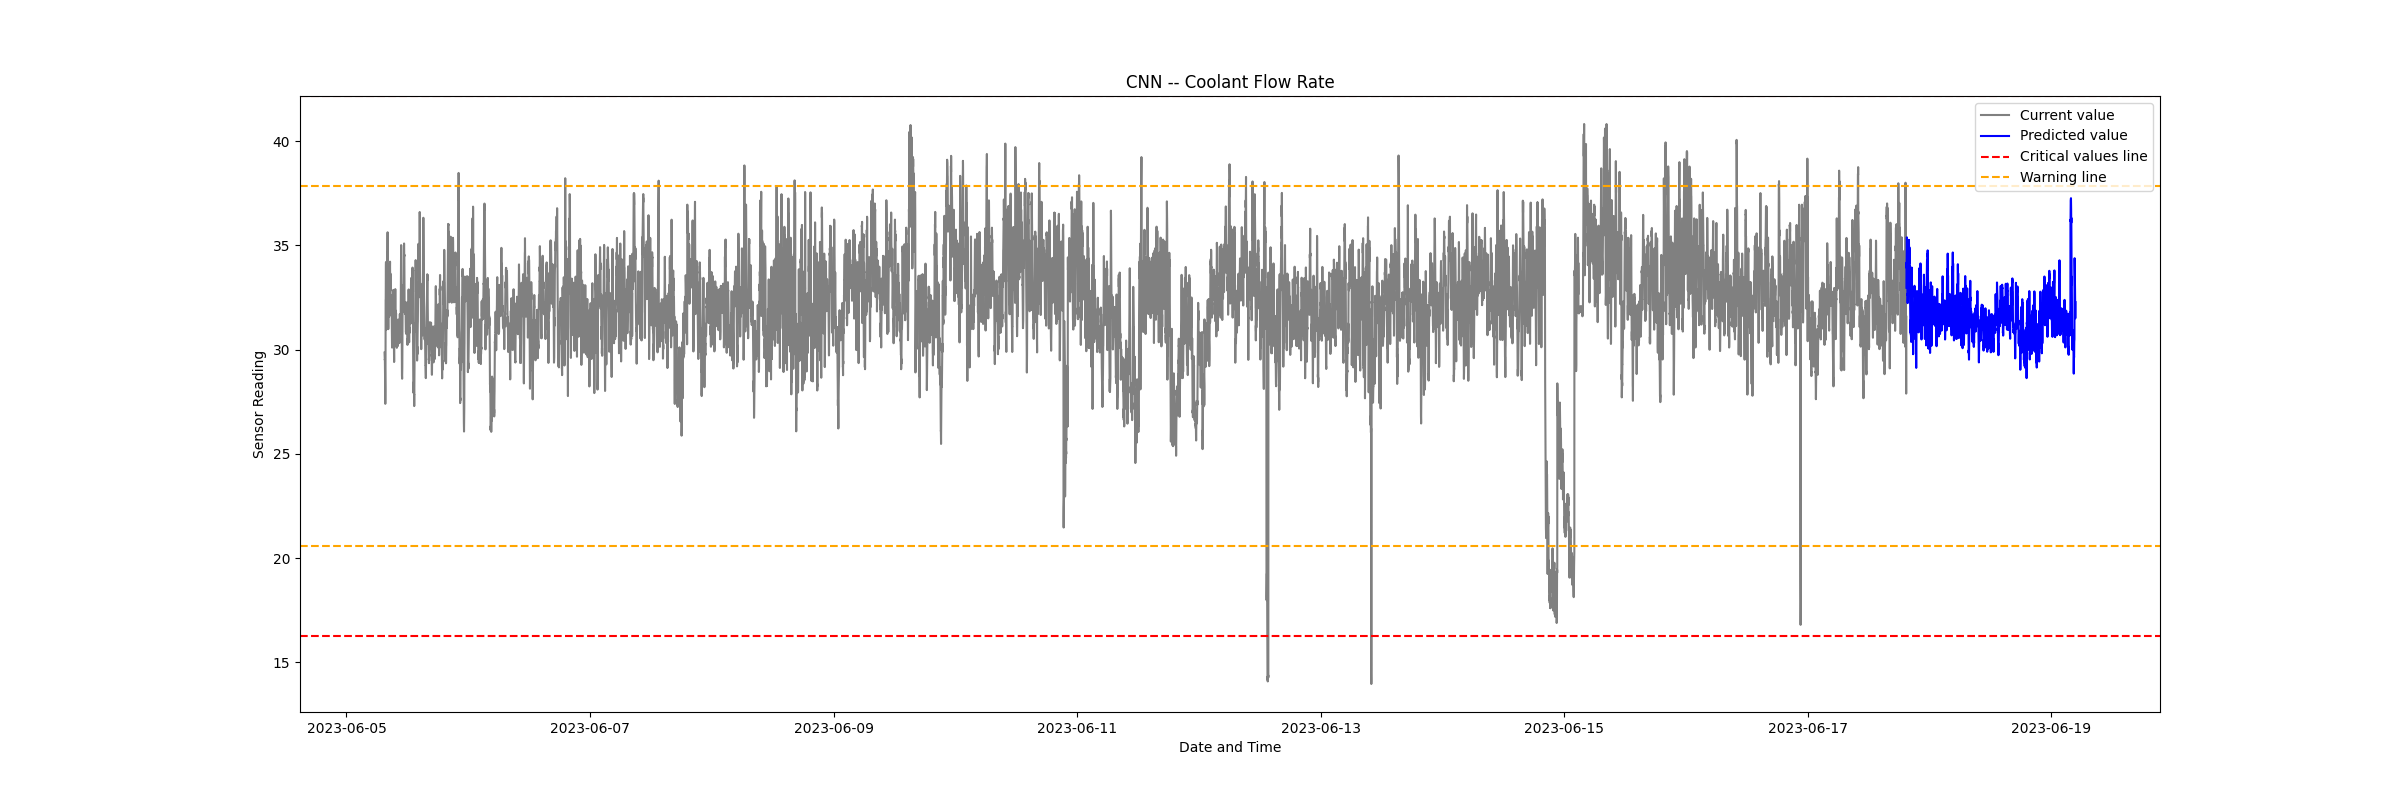 CNN -- Coolant Flow Rate
Current value
Predicted value
Critical values line
Warning line
40
35
30
25
20
15
Sensor Reading
2023-06-05 2023-06-07 2023-06-09 2023-06-11 2023-06-13 2023-06-15 2023-06-17 2023-06-19
Date and Time